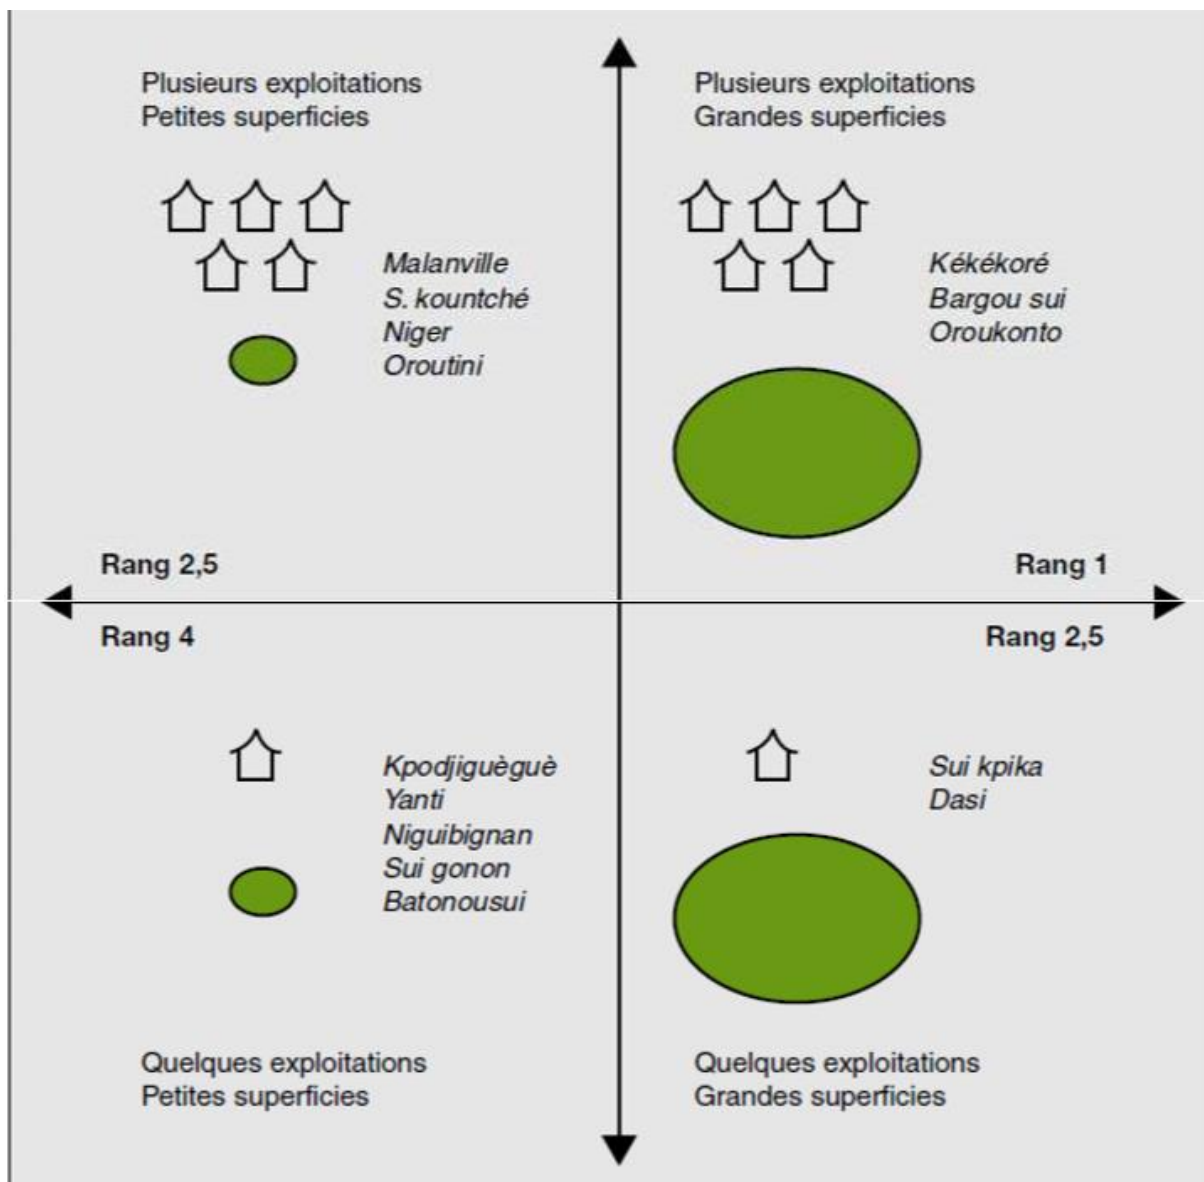 Plusieurs exploitations
Petites superficies
Malanville
S. kountché
Niger
Oroutini
Rang 2,5
Plusieurs exploitations
Grandes superficies
Kékékoré
Bargou sui
Oroukonto
Rang 1
Rang 4
Kpodjiguèguè
Yanti
Niguibignan
Sui gonon
Batonousui
Quelques exploitations
Petites superficies
Rang 2,5
Sui kpika
Dasi
Quelques exploitations
Grandes superficies